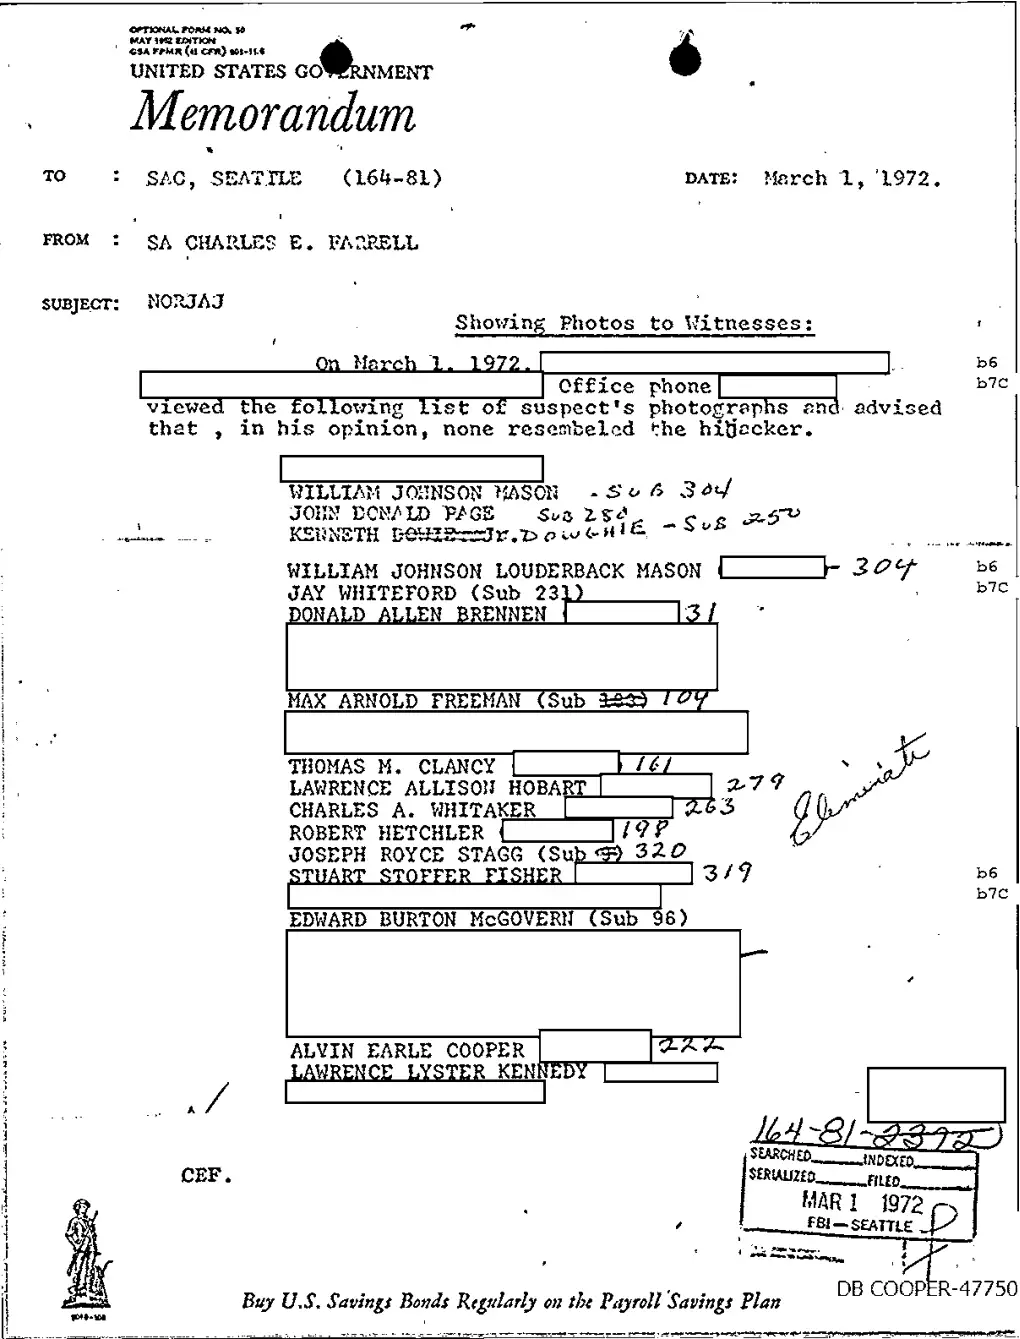 OPTIONAL FORM NO. 10
MAY 1962 EDITION
GSA FPMR (41 CFR) 101-11.6
UNITED STATES GOVERNMENT
Memorandum
TO : SAC, SEATTLE (164-81) DATE: March 1, 1972.
FROM : SA CHARLES E. FARRELL
SUBJECT: NORJAJ
Showing Photos to Witnesses:
On March 1, 1972, b6
Office phone b7C
viewed the following list of suspect's photographs and advised
that , in his opinion, none resembeled the hijacker.
WILLIAM JOHNSON MASON - SUB 304
JOHN DONALD PAGE Sub 280
KENNETH Jr. DOWGHIE - SUB 250
WILLIAM JOHNSON LOUDERBACK MASON - 304 b6
JAY WHITEFORD (Sub 231) b7C
DONALD ALLEN BRENNEN 31
MAX ARNOLD FREEMAN (Sub 183) 104
THOMAS M. CLANCY 161
LAWRENCE ALLISON HOBART 279
Eliminate
CHARLES A. WHITAKER 263
ROBERT HETCHLER 198
JOSEPH ROYCE STAGG (Sub 9) 320
STUART STOFFER FISHER 319 b6
b7C
EDWARD BURTON McGOVERN (Sub 96)
ALVIN EARLE COOPER 222
LAWRENCE LYSTER KENNEDY
164-81-2372
SEARCHED INDEXED
SERIALIZED FILED
CEF.
MAR 1 1972
FBI - SEATTLE
DB COOPER-47750
Buy U.S. Savings Bonds Regularly on the Payroll Savings Plan